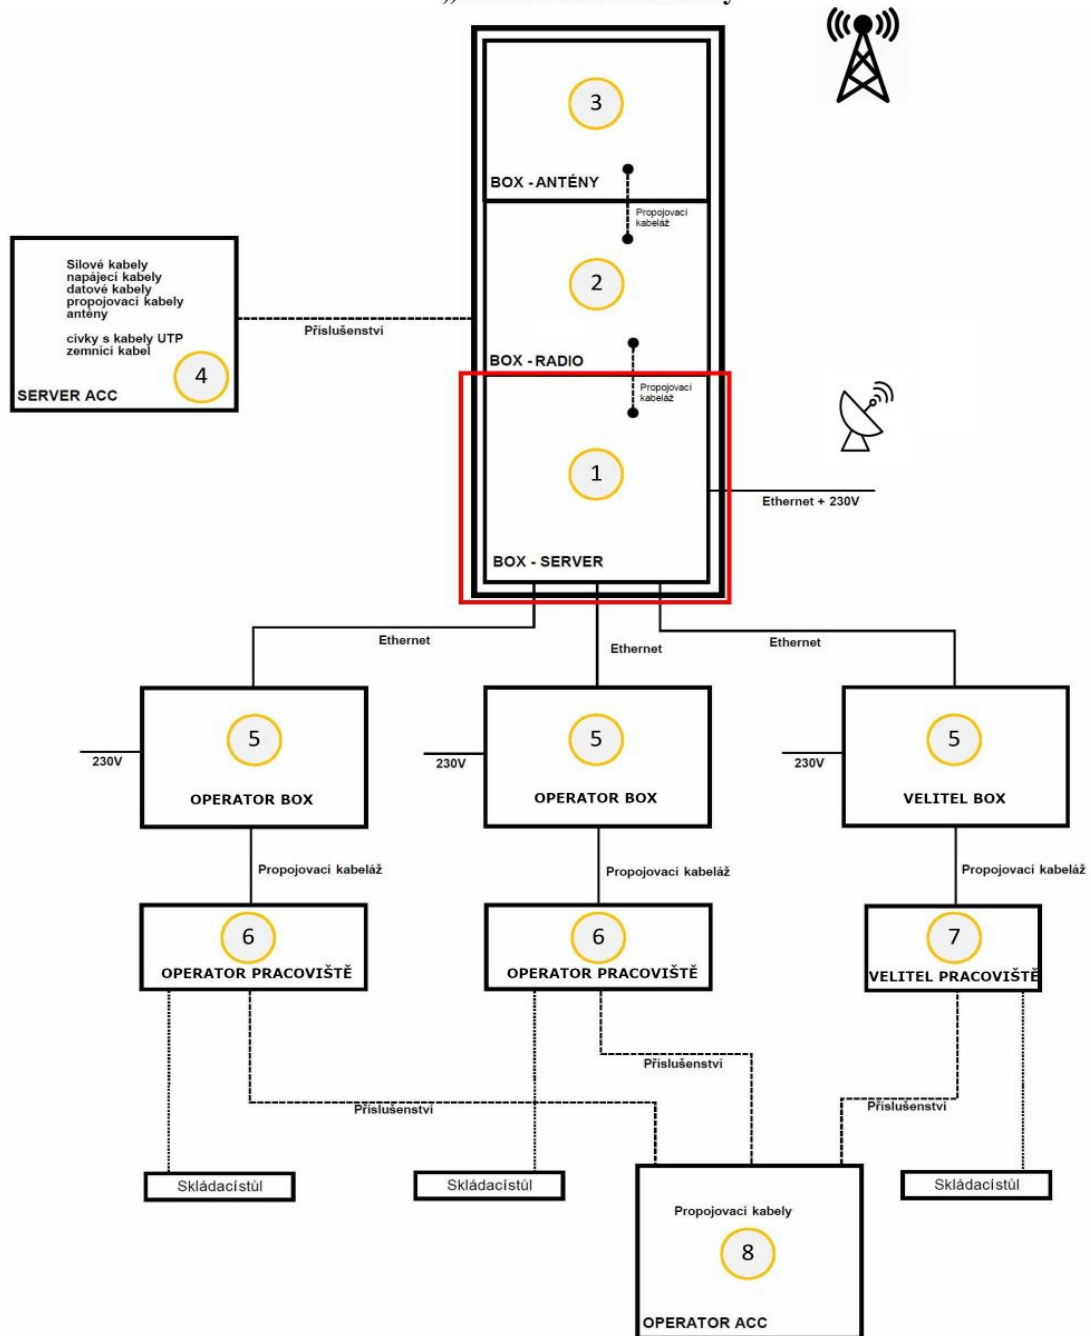 3
BOX - ANTÉNY
Propojovací
kabeláž
2
BOX - RADIO
Silové kabely
napájecí kabely
datové kabely
propojovací kabely
antény
cívky s kabely UTP
zemnící kabel
4
SERVER ACC
Příslušenství
Propojovací
kabeláž
1
BOX - SERVER
Ethernet + 230V
Ethernet
Ethernet
Ethernet
5
OPERATOR BOX
230V
5
OPERATOR BOX
230V
5
VELITEL BOX
230V
Propojovací kabeláž
Propojovací kabeláž
Propojovací kabeláž
6
OPERATOR PRACOVIŠTĚ
6
OPERATOR PRACOVIŠTĚ
7
VELITEL PRACOVIŠTĚ
Příslušenství
Příslušenství
Příslušenství
Skládacístůl
Skládacístůl
Skládacístůl
Propojovací kabely
8
OPERATOR ACC